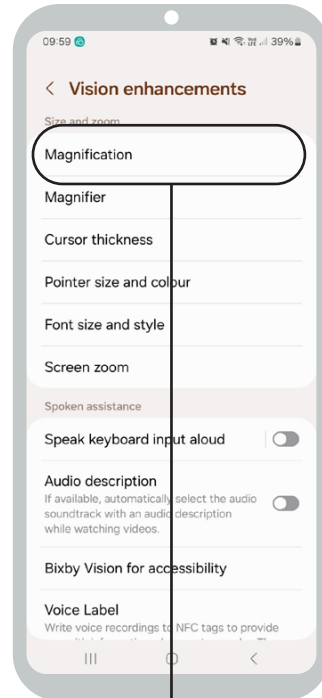 09:59 39%
Vision enhancements
Size and zoom
Magnification
Magnifier
Cursor thickness
Pointer size and colour
Font size and style
Screen zoom
Spoken assistance
Speak keyboard input aloud
Audio description
If available, automatically select the audio
soundtrack with an audio description
while watching videos.
Bixby Vision for accessibility
Voice Label
Write voice recordings to NFC tags to provide